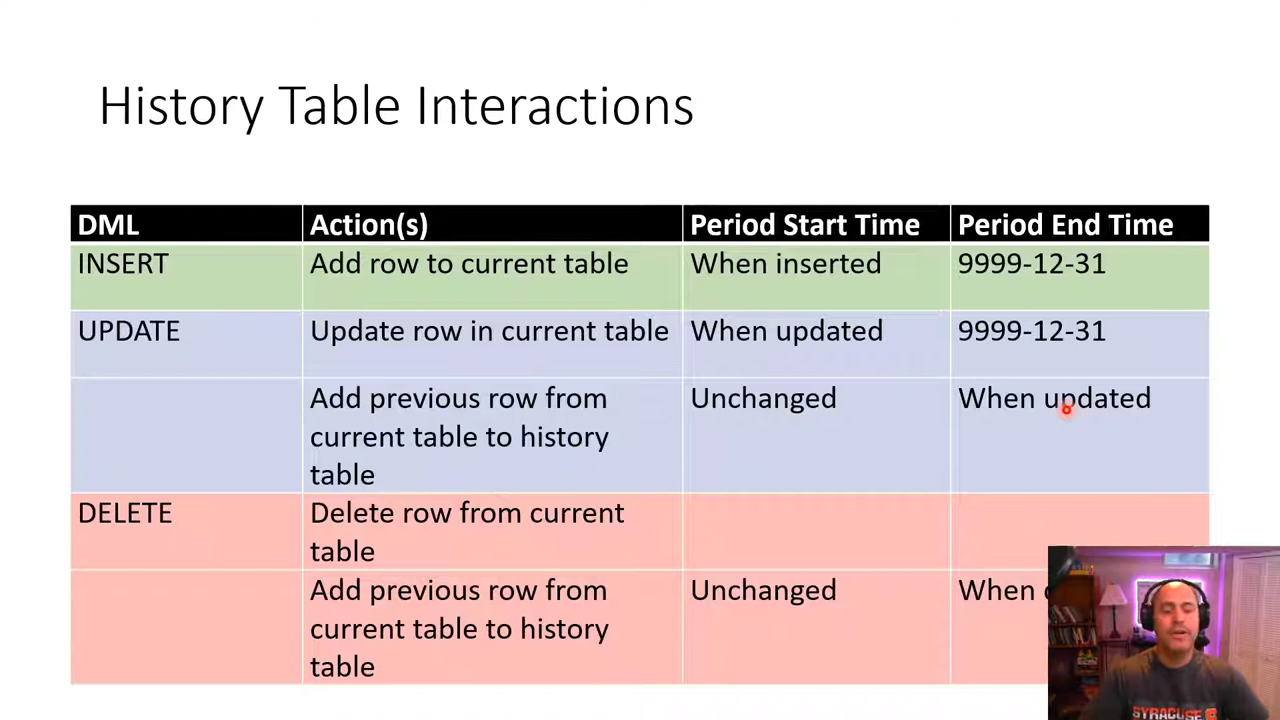 History Table Interactions
DML Action(s) Period Start Time Period End Time
INSERT Add row to current table When inserted 9999-12-31
UPDATE Update row in current table When updated 9999-12-31
Add previous row from Unchanged When updated
current table to history
table
DELETE Delete row from current
table
Add previous row from Unchanged When
current table to history
table
SYRACUSE